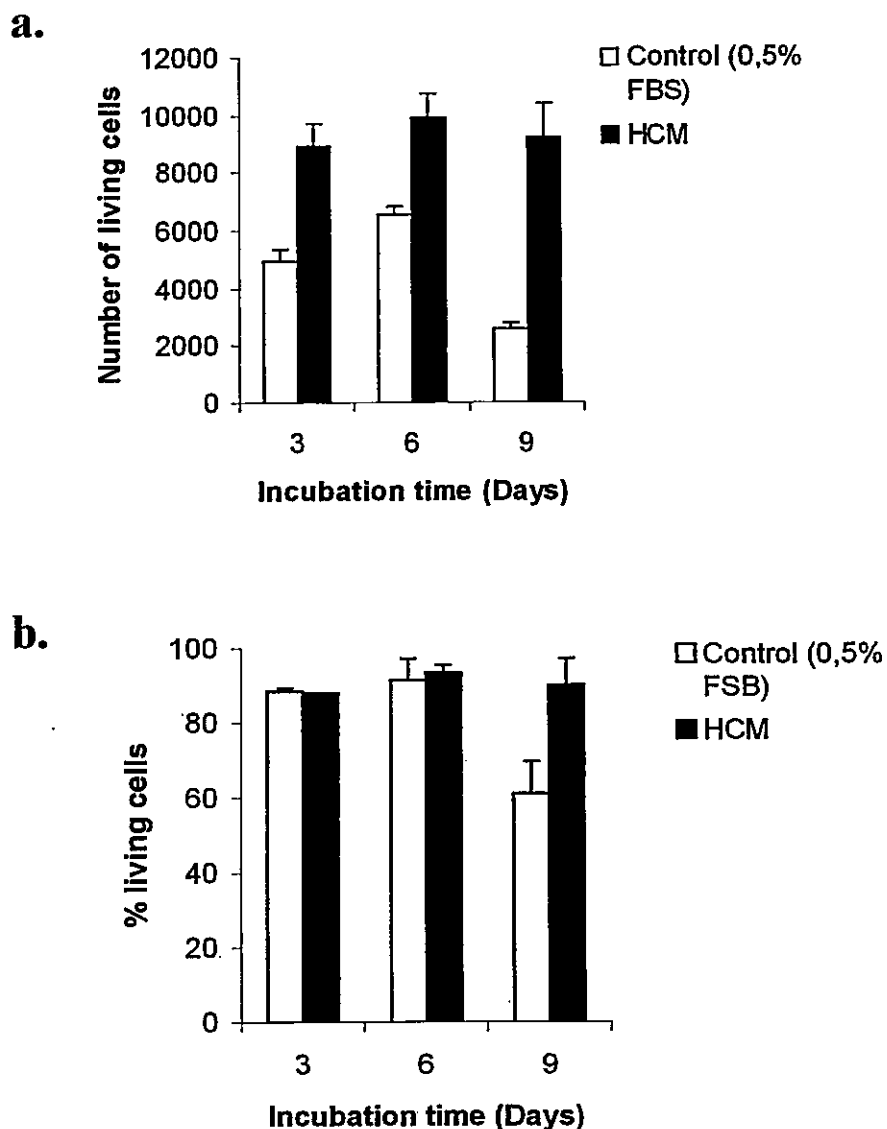 a.
12000
10000
8000
6000
4000
2000
0
Number of living cells
3 6 9
Incubation time (Days)
Control (0,5%
FBS)
HCM
b.
100
80
60
40
20
0
% living cells
3 6 9
Incubation time (Days)
Control (0,5%
FSB)
HCM